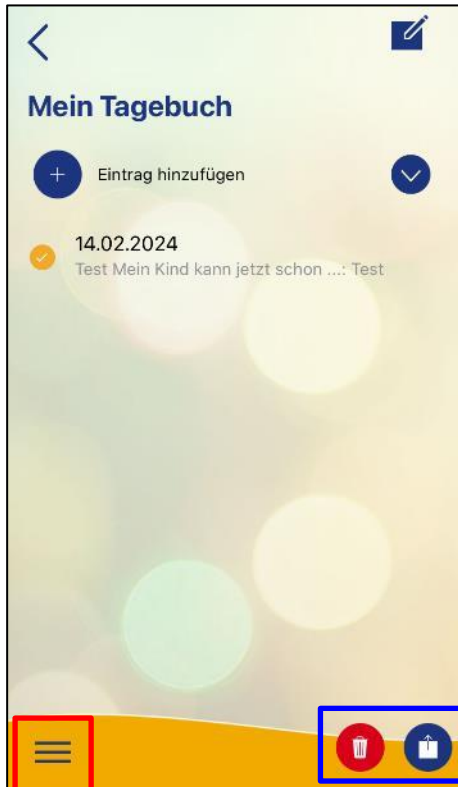 Mein Tagebuch
Eintrag hinzufügen
14.02.2024
Test Mein Kind kann jetzt schon ...: Test